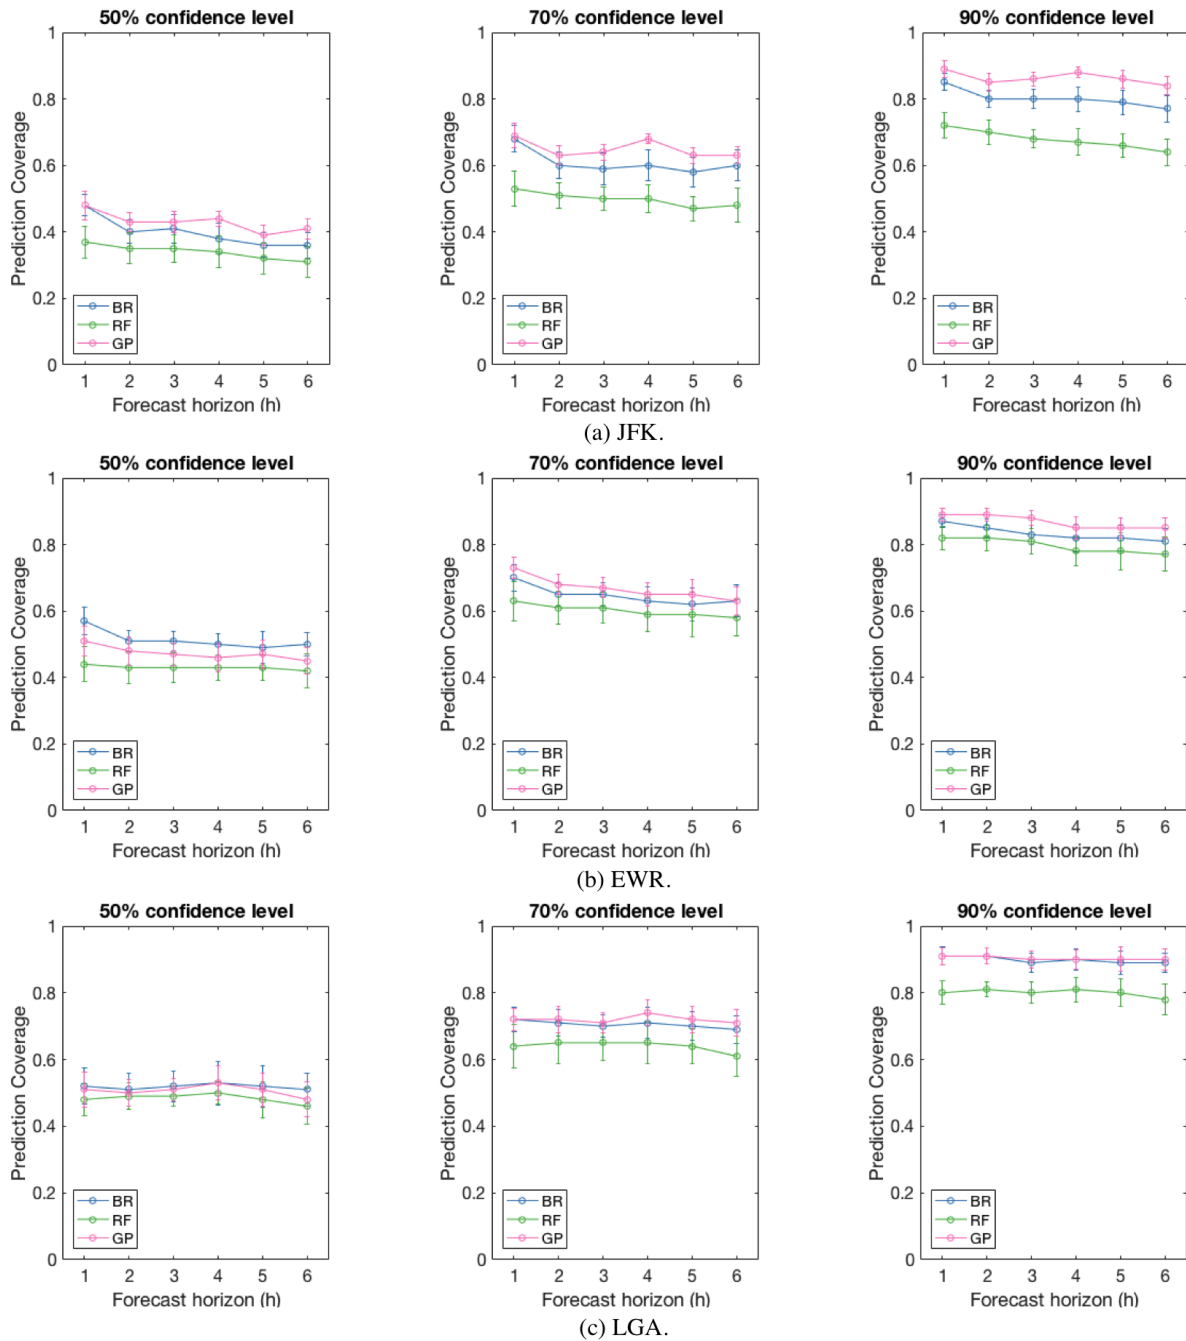 50% confidence level
1
0.8
0.6
0.4
0.2
0
Prediction Coverage
BR
RF
GP
1 2 3 4 5 6
Forecast horizon (h)
70% confidence level
1
0.8
0.6
0.4
0.2
0
Prediction Coverage
BR
RF
GP
1 2 3 4 5 6
Forecast horizon (h)
90% confidence level
1
0.8
0.6
0.4
0.2
0
Prediction Coverage
BR
RF
GP
1 2 3 4 5 6
Forecast horizon (h)
(a) JFK.
50% confidence level
1
0.8
0.6
0.4
0.2
0
Prediction Coverage
BR
RF
GP
1 2 3 4 5 6
Forecast horizon (h)
70% confidence level
1
0.8
0.6
0.4
0.2
0
Prediction Coverage
BR
RF
GP
1 2 3 4 5 6
Forecast horizon (h)
90% confidence level
1
0.8
0.6
0.4
0.2
0
Prediction Coverage
BR
RF
GP
1 2 3 4 5 6
Forecast horizon (h)
(b) EWR.
50% confidence level
1
0.8
0.6
0.4
0.2
0
Prediction Coverage
BR
RF
GP
1 2 3 4 5 6
Forecast horizon (h)
70% confidence level
1
0.8
0.6
0.4
0.2
0
Prediction Coverage
BR
RF
GP
1 2 3 4 5 6
Forecast horizon (h)
90% confidence level
1
0.8
0.6
0.4
0.2
0
Prediction Coverage
BR
RF
GP
1 2 3 4 5 6
Forecast horizon (h)
(c) LGA.